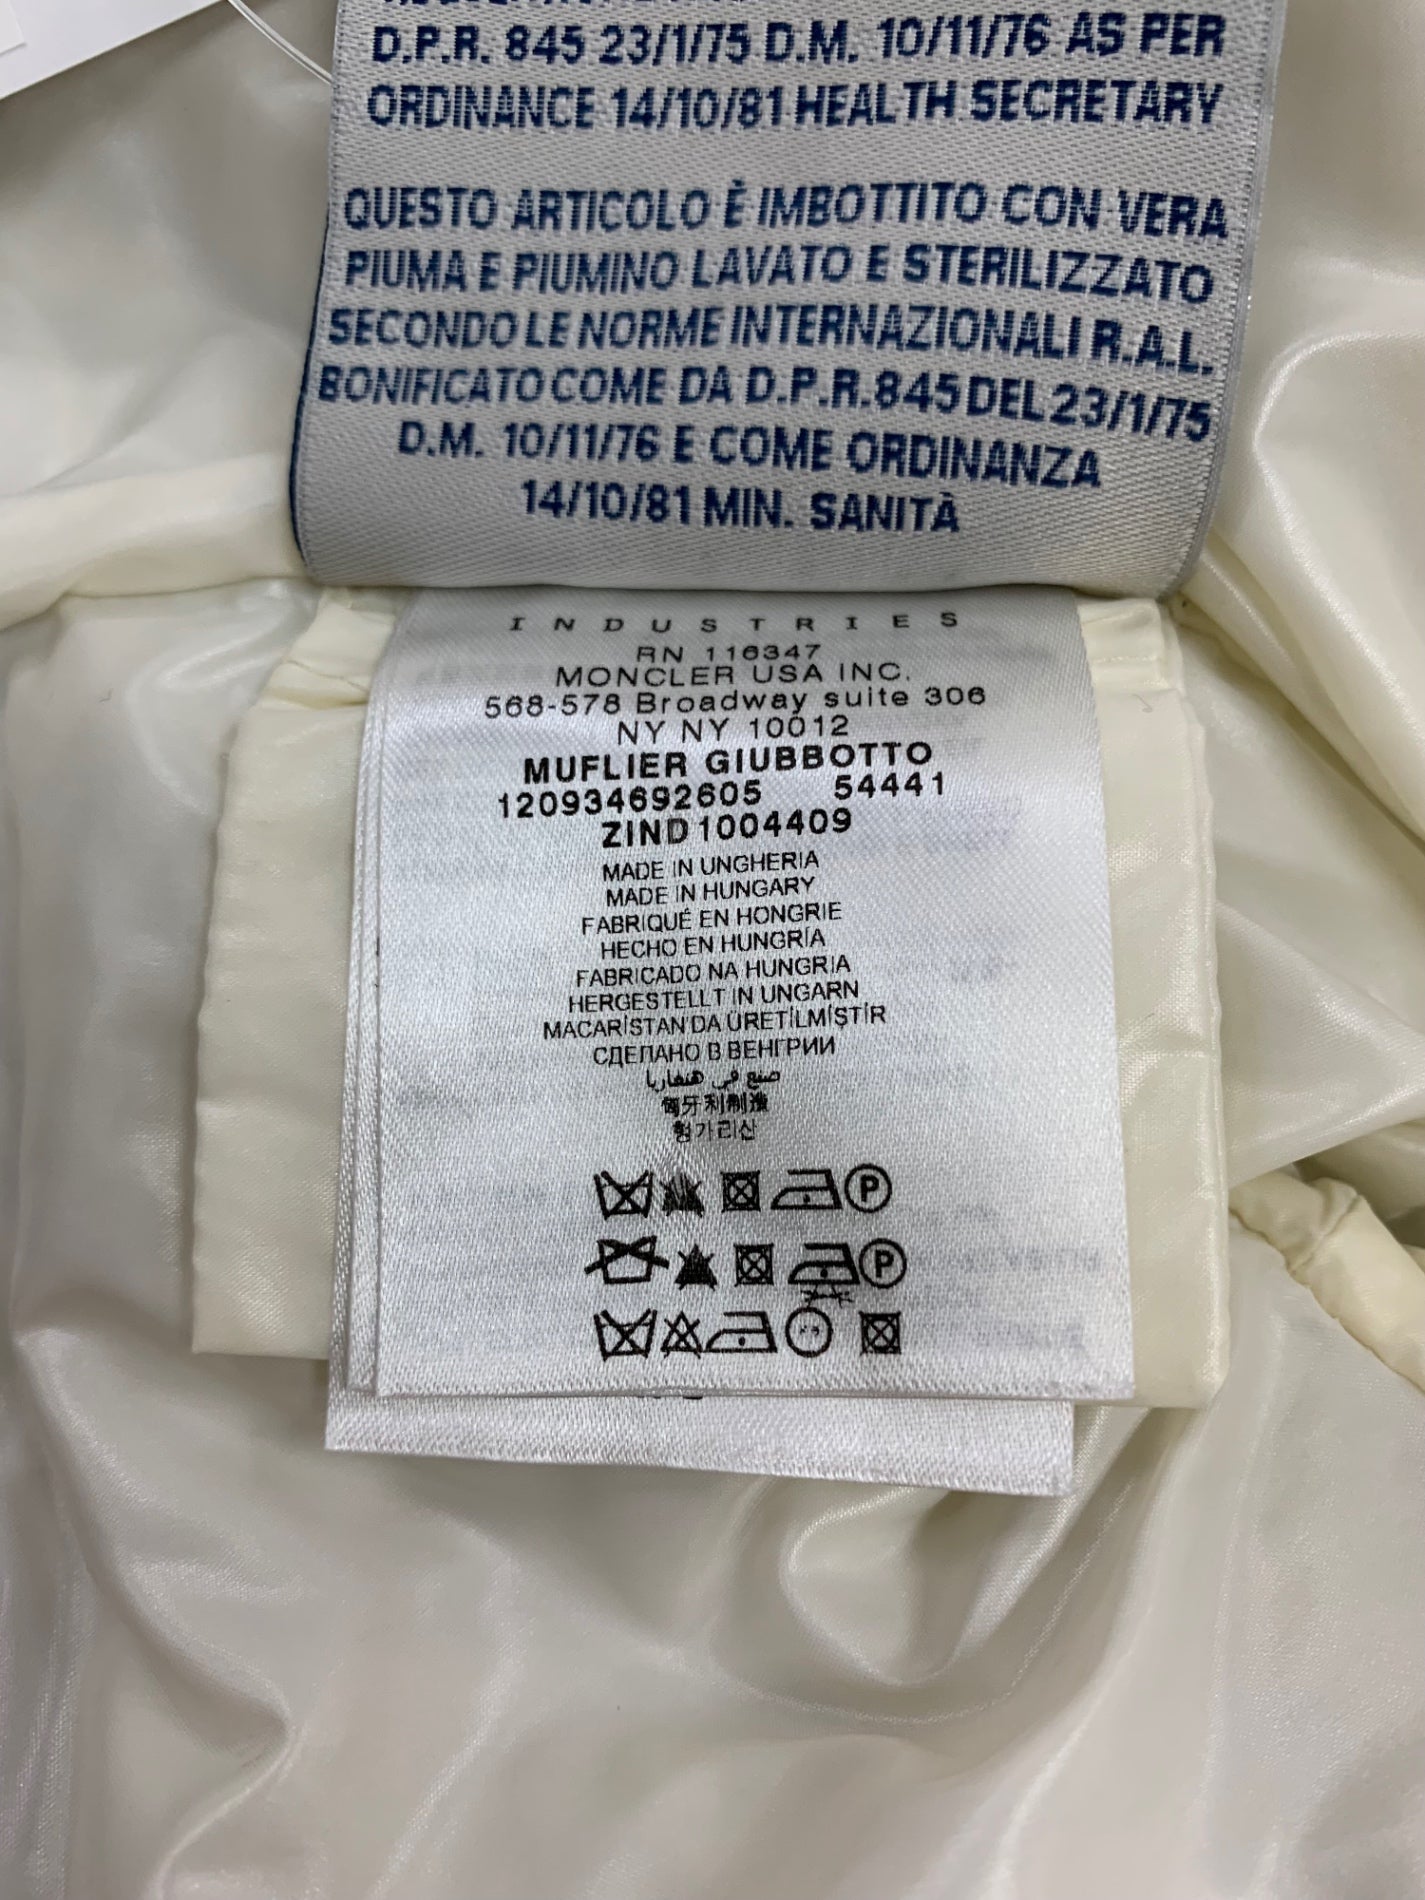 D.P.R. 845 23/1/75 D.M. 10/11/76 AS PER
ORDINANCE 14/10/81 HEALTH SECRETARY
QUESTO ARTICOLO È IMBOTTITO CON VERA
PIUMA E PIUMINO LAVATO E STERILIZZATO
SECONDO LE NORME INTERNAZIONALI R.A.L.
BONIFICATO COME DA D.P.R. 845 DEL 23/1/75
D.M. 10/11/76 E COME ORDINANZA
14/10/81 MIN. SANITÀ
INDUSTRIES
RN 116347
MONCLER USA INC.
568-578 Broadway suite 306
NY NY 10012
MUFLIER GIUBBOTTO
120934692605 54441
ZIND1004409
MADE IN UNGHERIA
MADE IN HUNGARY
FABRIQUÉ EN HONGRIE
HECHO EN HUNGRÍA
FABRICADO NA HUNGRIA
HERGESTELLT IN UNGARN
MACARİSTAN'DA ÜRETİLMİŞTİR
СДЕЛАНО В ВЕНГРИИ
صنع في هنغاريا
匈牙利制造
헝가리산
P
P